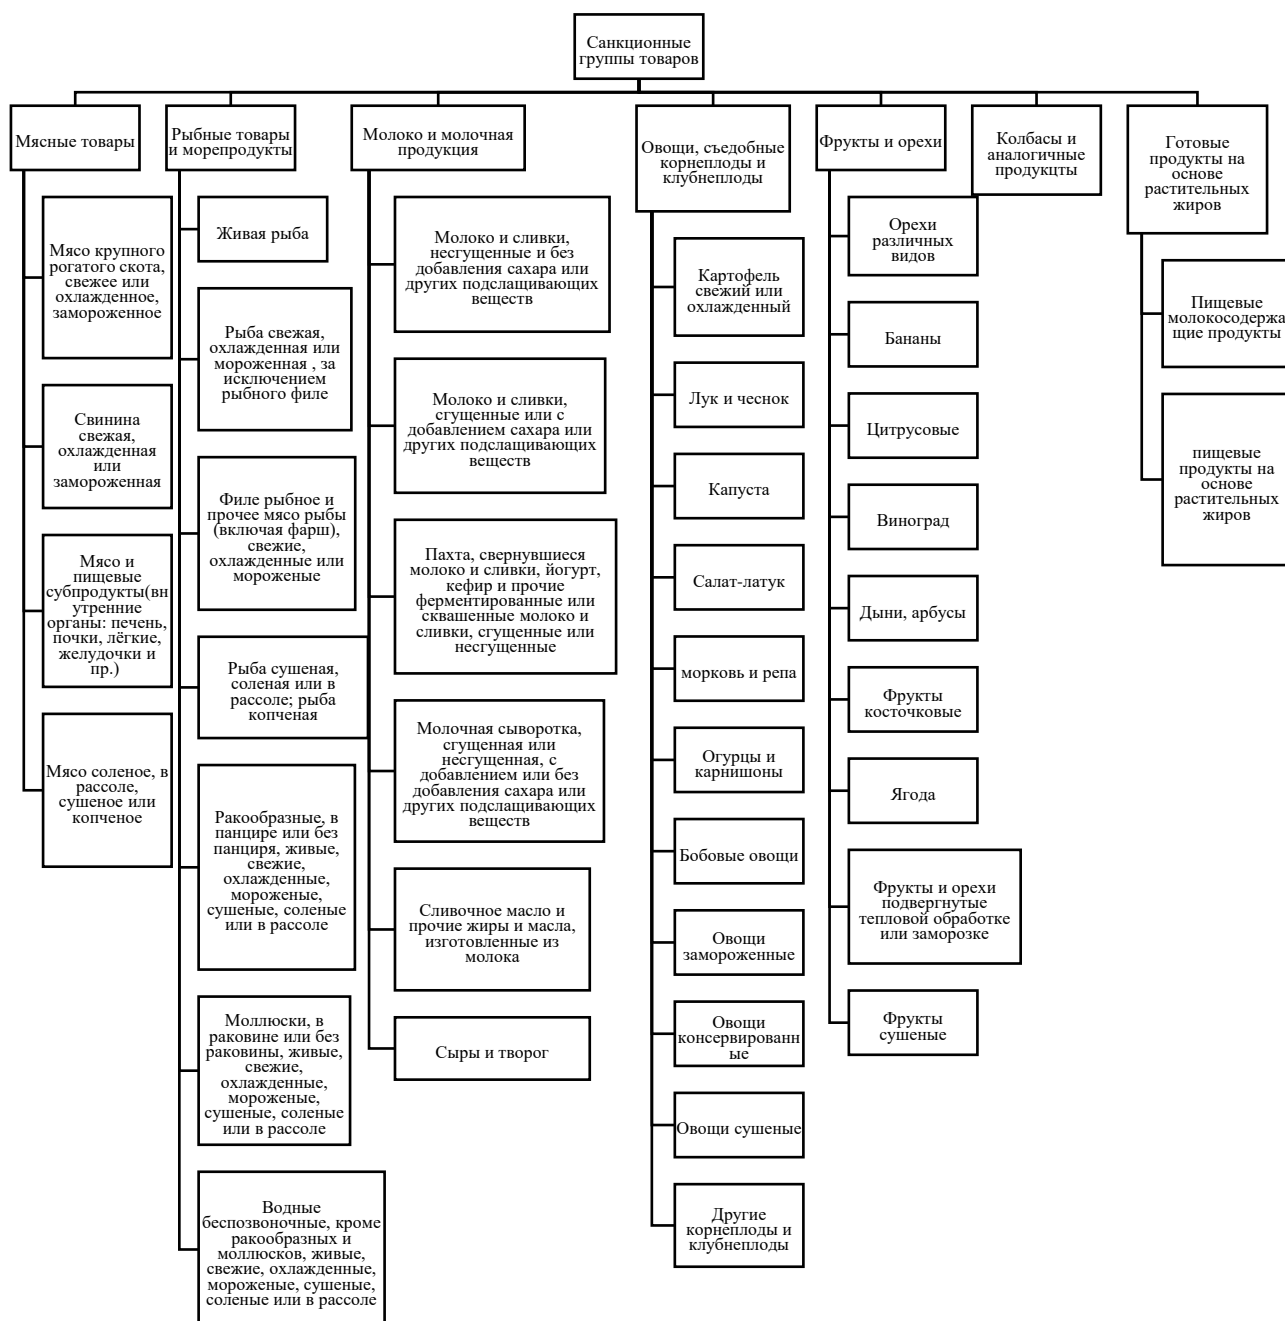 Санкционные
группы товаров
Мясные товары
Мясо крупного
рогатого скота,
свежее или
охлажденное,
замороженное
Свинина
свежая,
охлажденная
или
замороженная
Мясо и
пищевые
субпродукты(вн
утренние
органы: печень,
почки, лёгкие,
желудочки и
пр.)
Мясо соленое, в
рассоле,
сушеное или
копченое
Рыбные товары
и морепродукты
Живая рыба
Рыба свежая,
охлажденная или
мороженная , за
исключением
рыбного филе
Филе рыбное и
прочее мясо рыбы
(включая фарш),
свежие,
охлажденные или
мороженые
Рыба сушеная,
соленая или в
рассоле; рыба
копченая
Ракообразные, в
панцире или без
панциря, живые,
свежие,
охлажденные,
мороженые,
сушеные, соленые
или в рассоле
Моллюски, в
раковине или без
раковины, живые,
свежие,
охлажденные,
мороженые,
сушеные, соленые
или в рассоле
Водные
беспозвоночные, кроме
ракообразных и
моллюсков, живые,
свежие, охлажденные,
мороженые, сушеные,
соленые или в рассоле
Молоко и молочная
продукция
Молоко и сливки,
несгущенные и без
добавления сахара или
других подслащивающих
веществ
Молоко и сливки,
сгущенные или с
добавлением сахара или
других подслащивающих
веществ
Пахта, свернувшиеся
молоко и сливки, йогурт,
кефир и прочие
ферментированные или
сквашенные молоко и
сливки, сгущенные или
несгущенные
Молочная сыворотка,
сгущенная или
несгущенная, с
добавлением или без
добавления сахара или
других подслащивающих
веществ
Сливочное масло и
прочие жиры и масла,
изготовленные из
молока
Сыры и творог
Овощи, съедобные
корнеплоды и
клубнеплоды
Картофель
свежий или
охлажденный
Лук и чеснок
Капуста
Салат-латук
морковь и репа
Огурцы и
карнишоны
Бобовые овощи
Овощи
замороженные
Овощи
консервированн
ые
Овощи сушеные
Другие
корнеплоды и
клубнеплоды
Фрукты и орехи
Орехи
различных
видов
Бананы
Цитрусовые
Виноград
Дыни, арбусы
Фрукты
косточковые
Ягода
Фрукты и орехи
подвергнутые
тепловой обработке
или заморозке
Фрукты
сушеные
Колбасы и
аналогичные
продукцты
Готовые
продукты на
основе
растительных
жиров
Пищевые
молокосодержа
щие продукты
пищевые
продукты на
основе
растительных
жиров